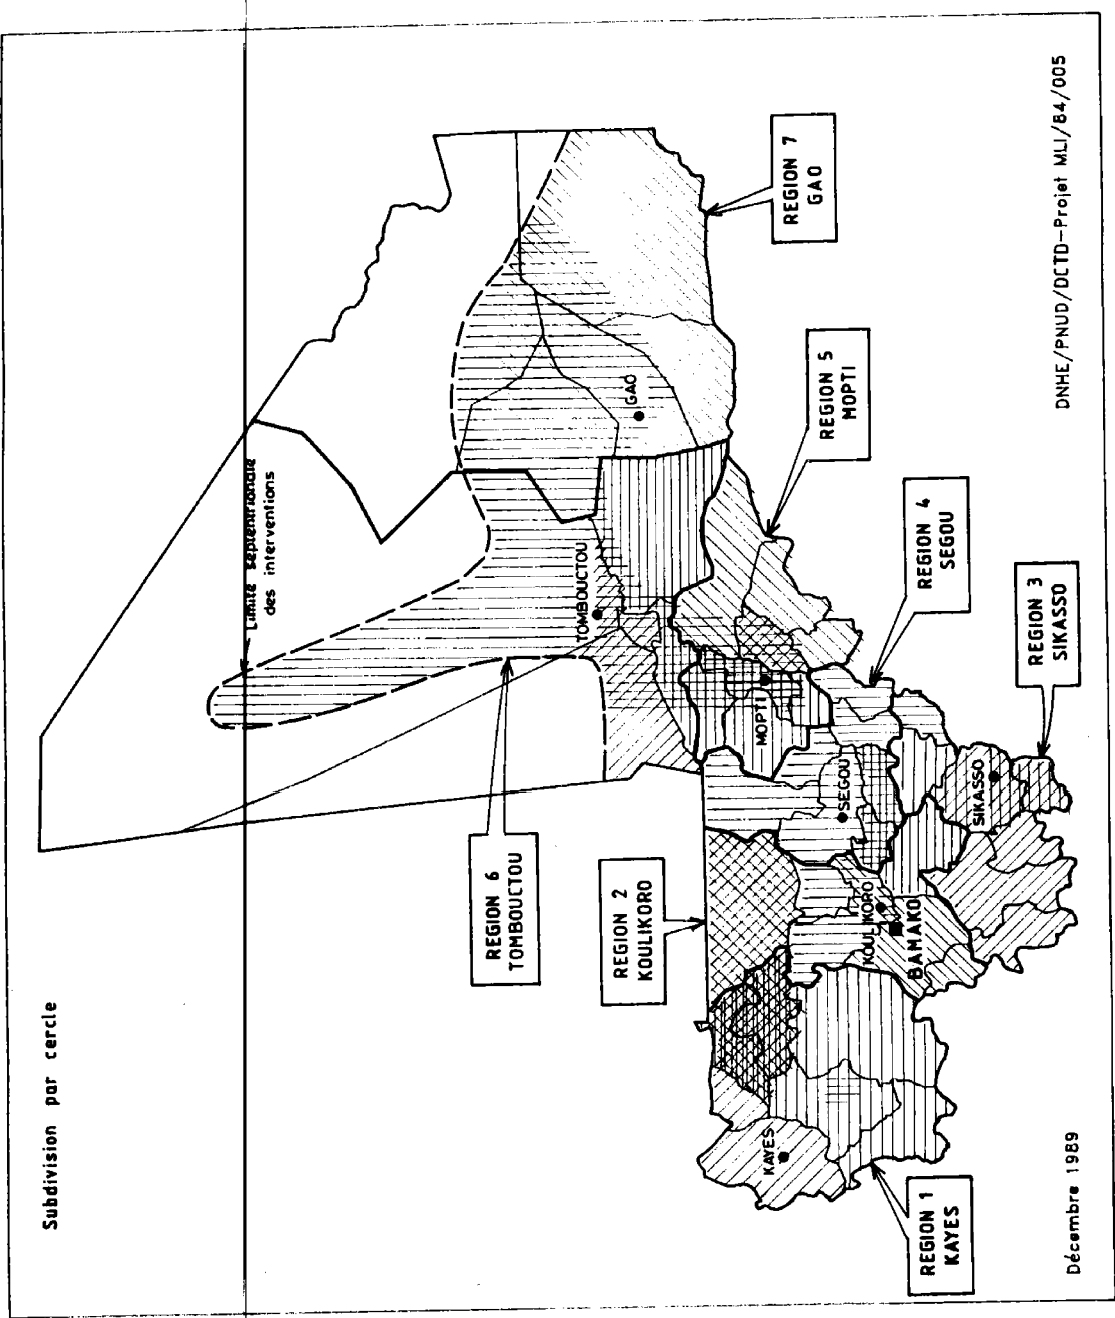 Subdivision par cercle
Limite septentrionale
des interventions
REGION 6
TOMBOUCTOU
REGION 2
KOULIKORO
REGION 7
GAO
REGION 5
MOPTI
REGION 4
SEGOU
REGION 3
SIKASSO
REGION 1
KAYES
TOMBOUCTOU
GAO
MOPTI
SEGOU
SIKASSO
KOULIKORO
BAMAKO
KAYES
Décembre 1989
DNHE/PNUD/DCTD-Projet MLI/84/005